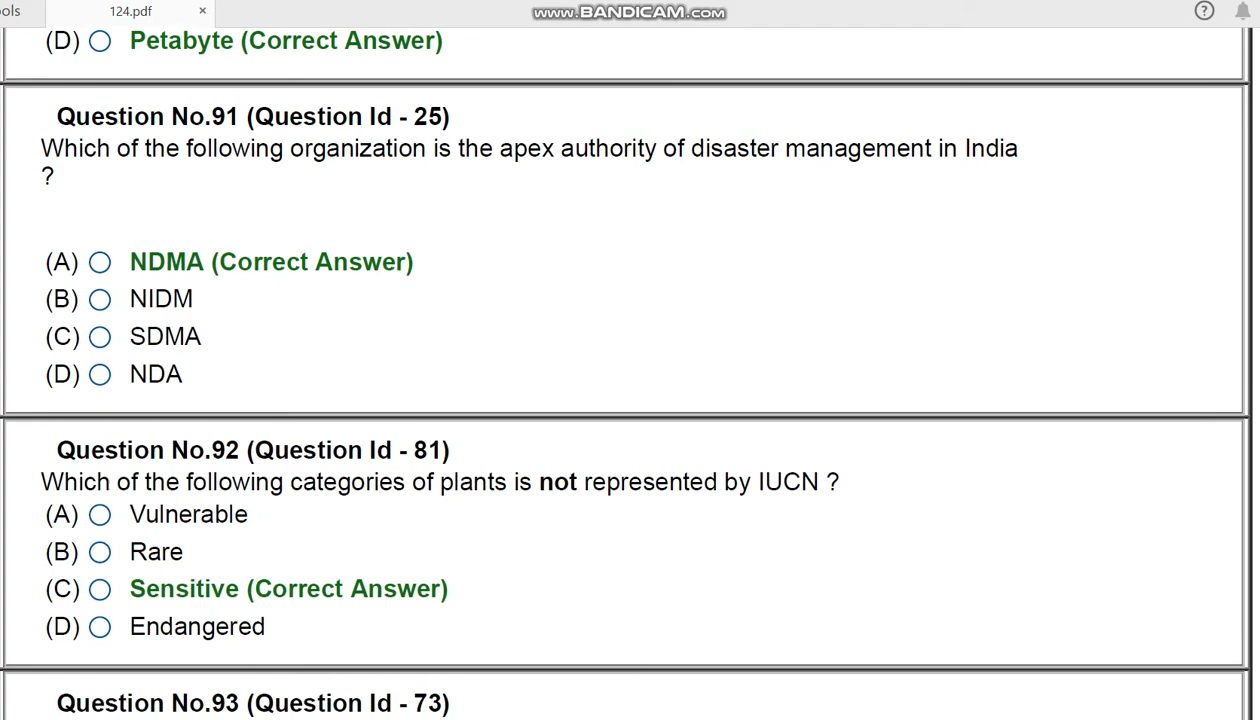 ols
124.pdf ×
www.BANDICAM.com
?
(D) Petabyte (Correct Answer)
Question No.91 (Question Id - 25)
Which of the following organization is the apex authority of disaster management in India
?
(A) NDMA (Correct Answer)
(B) NIDM
(C) SDMA
(D) NDA
Question No.92 (Question Id - 81)
Which of the following categories of plants is not represented by IUCN ?
(A) Vulnerable
(B) Rare
(C) Sensitive (Correct Answer)
(D) Endangered
Question No.93 (Question Id - 73)